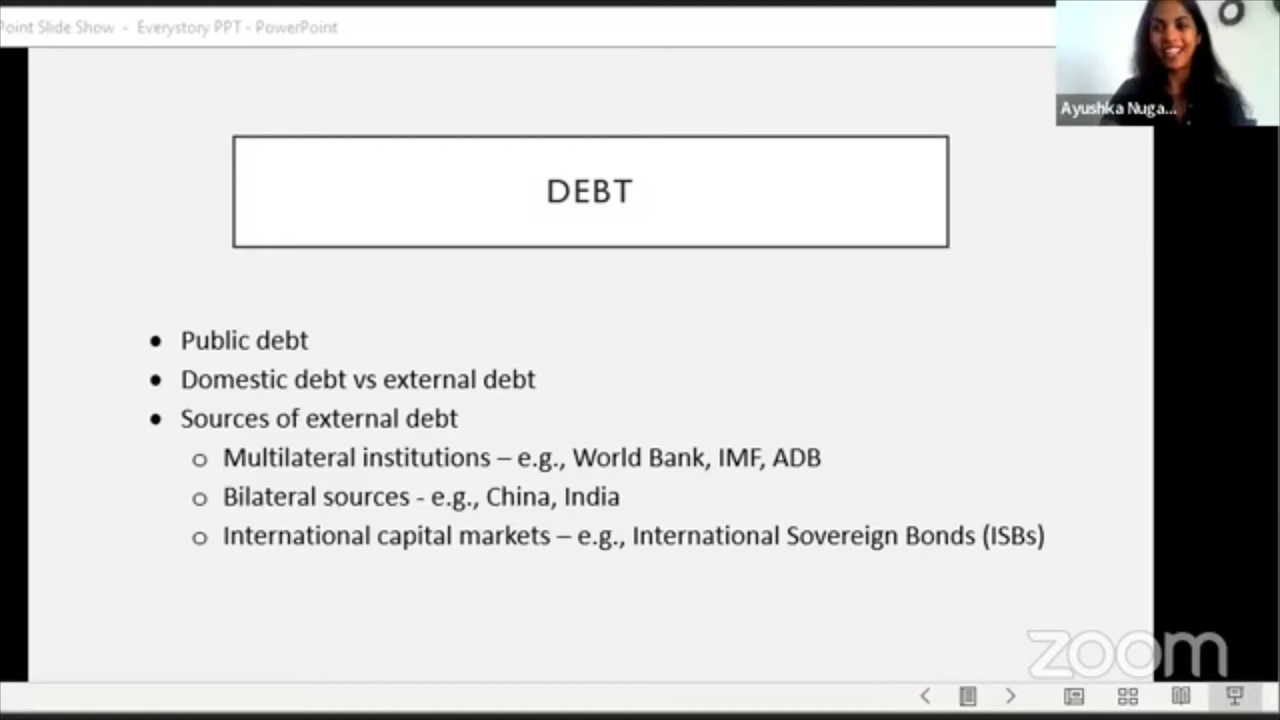 Point Slide Show - Everystory PPT - PowerPoint
Ayushka Nuga...
DEBT
• Public debt
• Domestic debt vs external debt
• Sources of external debt
o Multilateral institutions – e.g., World Bank, IMF, ADB
o Bilateral sources - e.g., China, India
o International capital markets – e.g., International Sovereign Bonds (ISBs)
zoom